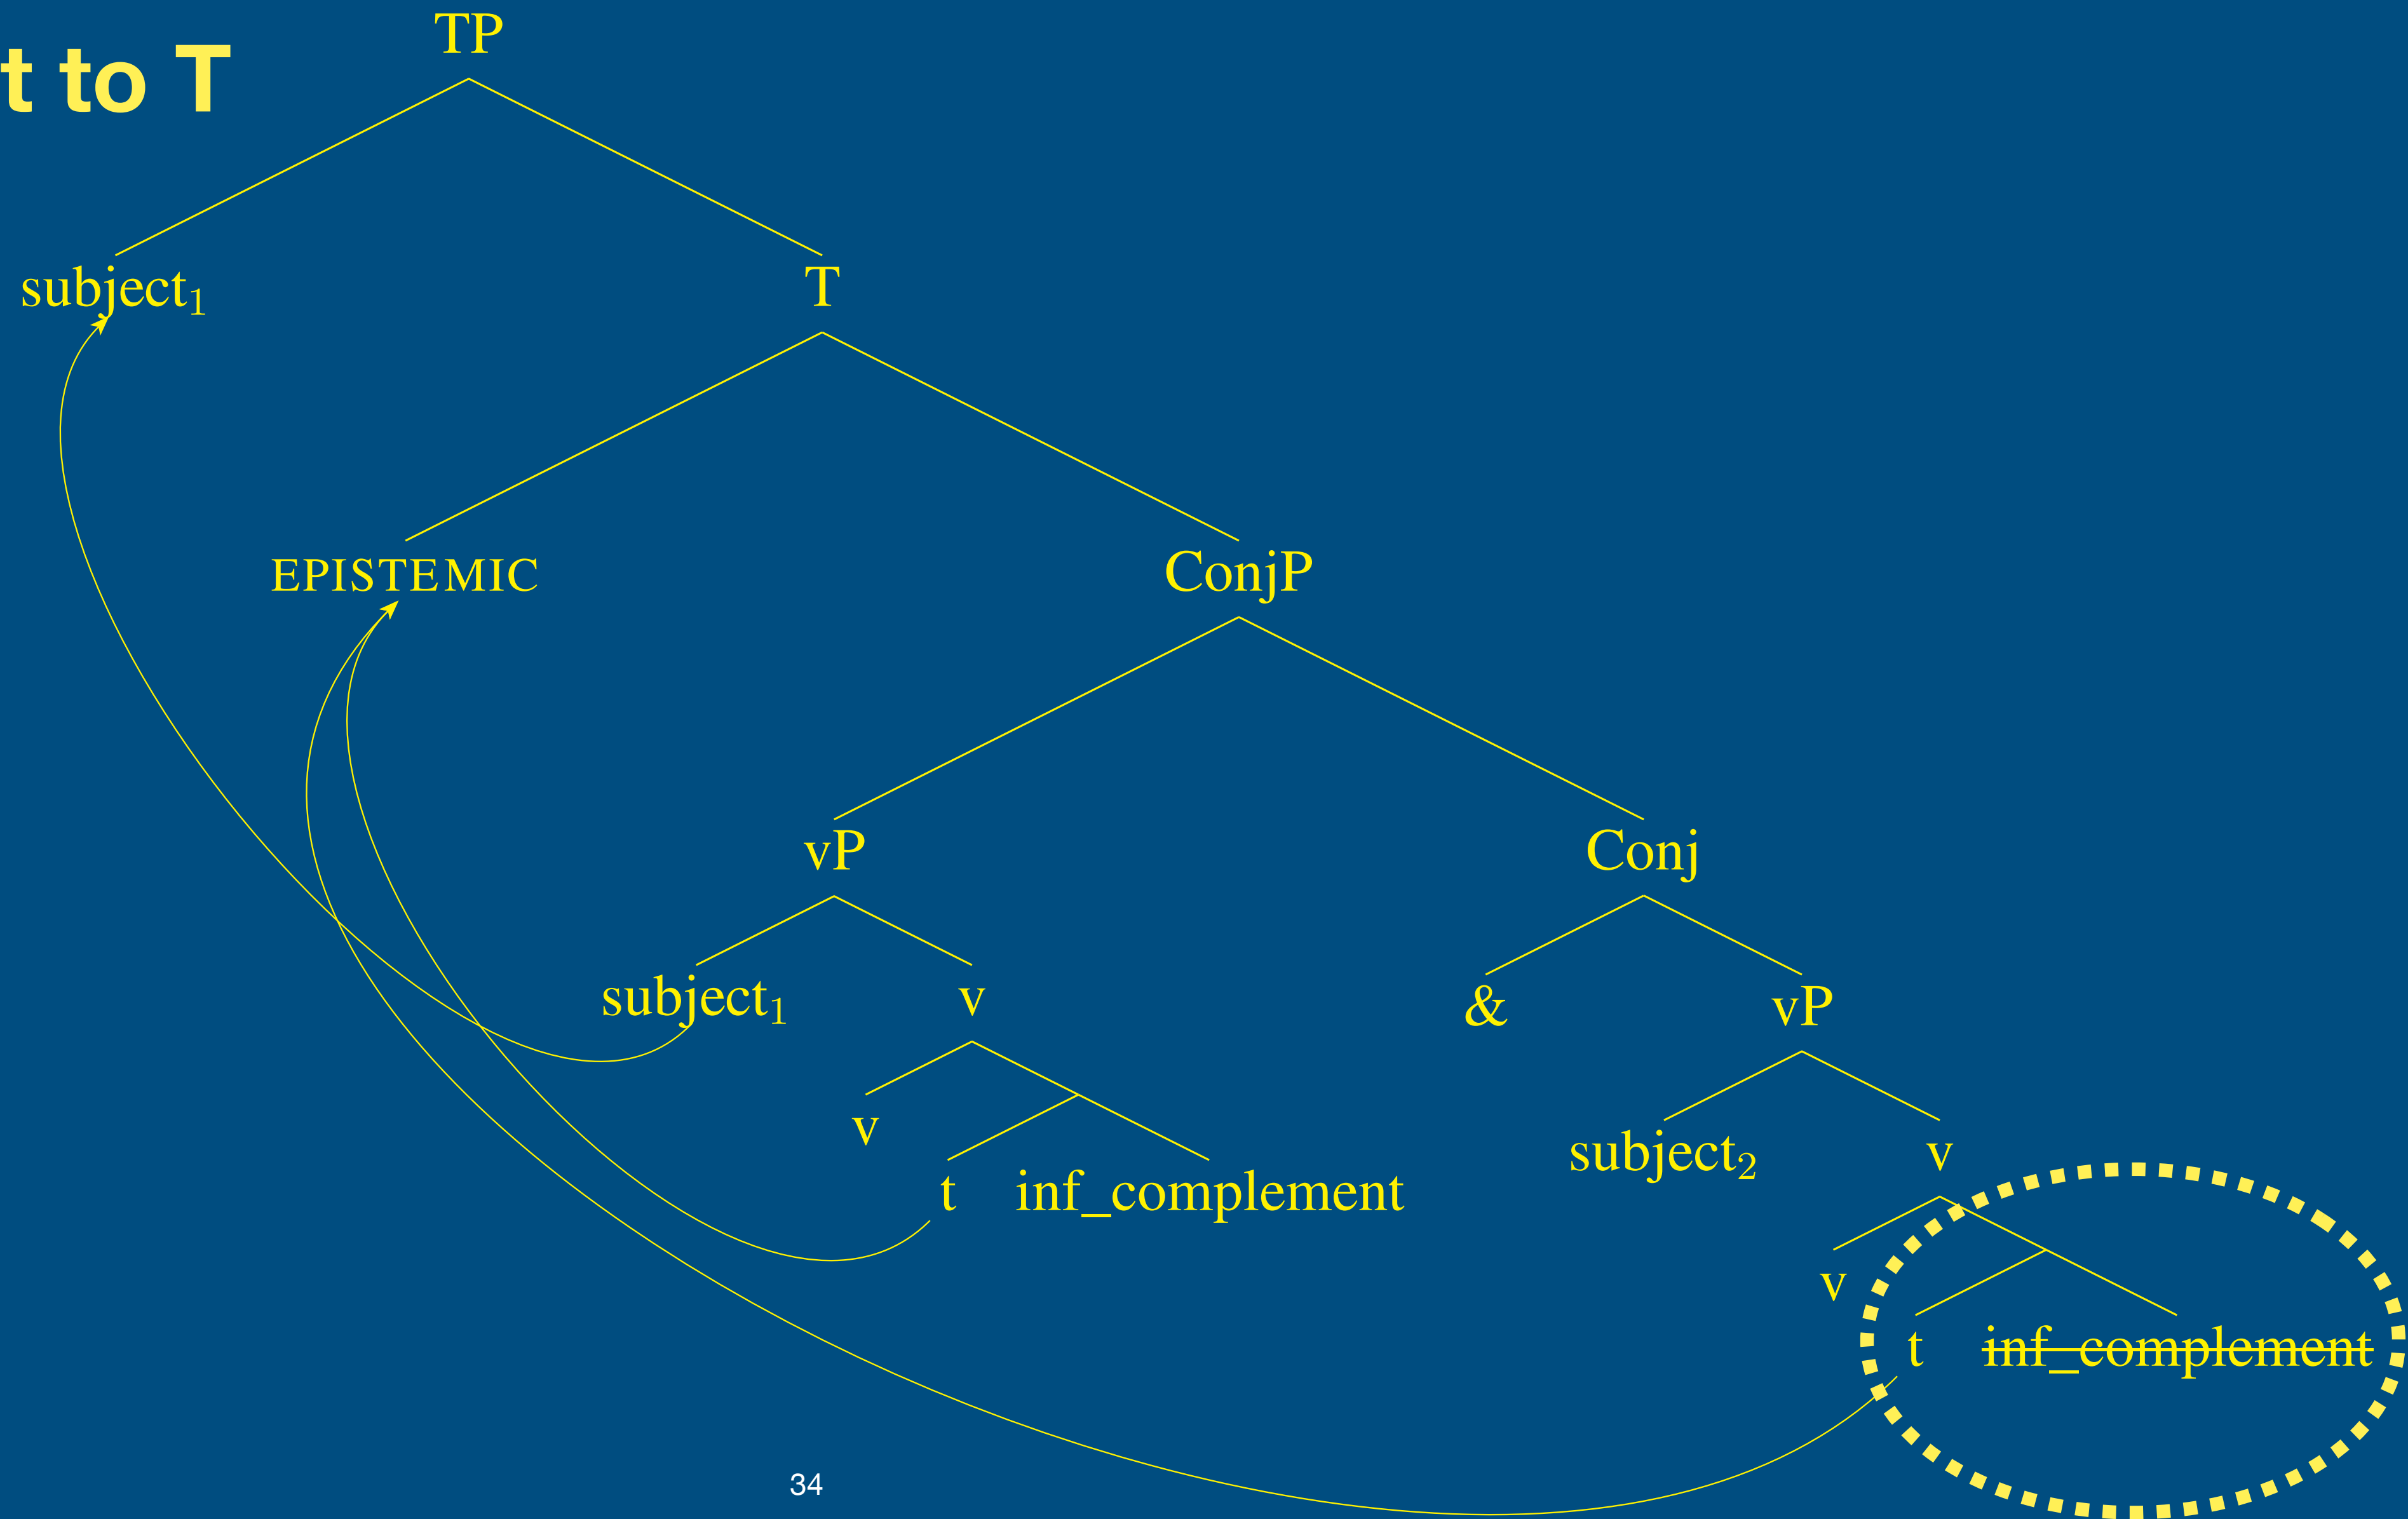 TP
t to T
subject₁ T
EPISTEMIC ConjP
vP Conj
subject₁ v & vP
v subject₂ v
t inf_complement
v
t inf_complement
34